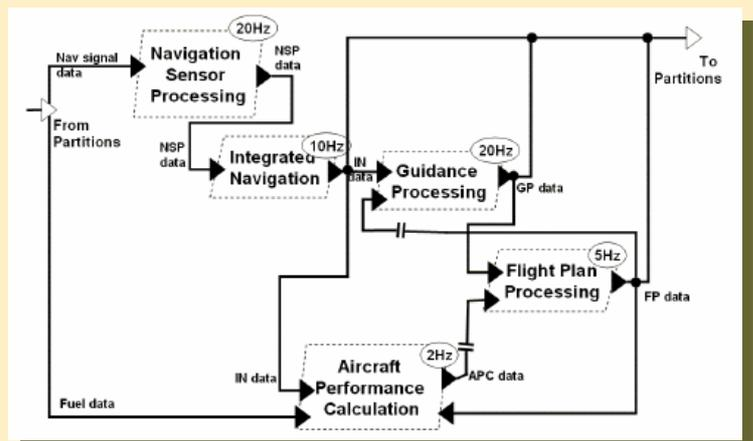 20Hz
Nav signal
data
Navigation
Sensor
Processing
NSP
data
To
Partitions
From
Partitions
NSP
data
10Hz
Integrated
Navigation
IN
data
20Hz
Guidance
Processing
GP data
5Hz
Flight Plan
Processing
FP data
2Hz
Aircraft
Performance
Calculation
APC data
IN data
Fuel data